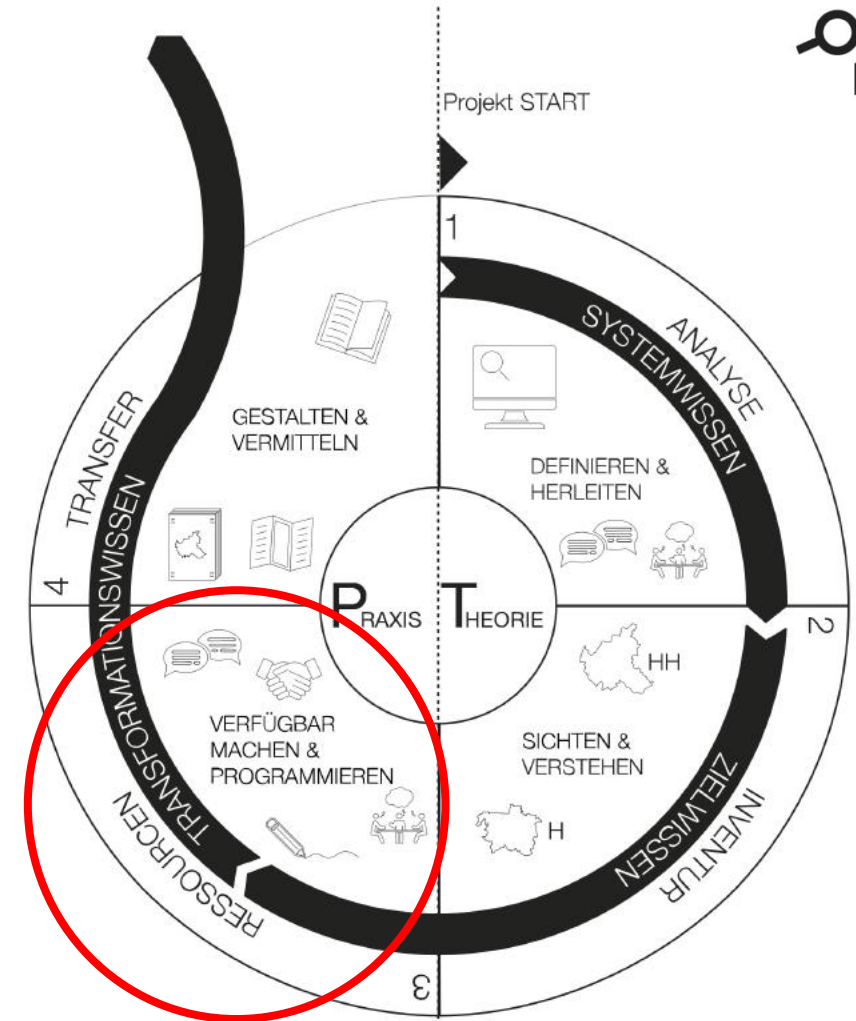 Projekt START
1
ANALYSE
SYSTEMWISSEN
DEFINIEREN &
HERLEITEN
2
HH
SICHTEN &
VERSTEHEN
H
INVENTUR
ZIELWISSEN
3
RESSOURCEN
TRANSFORMATIONSWISSEN
VERFÜGBAR
MACHEN &
PROGRAMMIEREN
4
TRANSFER
GESTALTEN &
VERMITTELN
PRAXIS
THEORIE